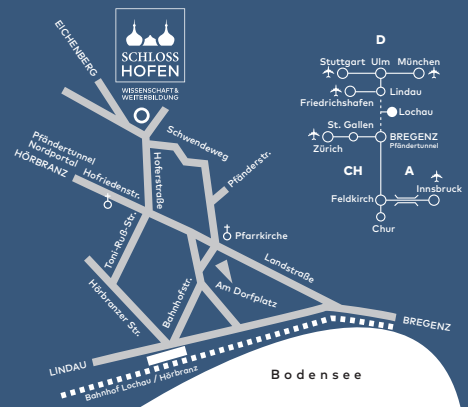 SCHLOSS
HOFEN
WISSENSCHAFT &
WEITERBILDUNG
EICHENBERG
Schwendeweg
Pfänderstr.
Pfändertunnel
Nordportal
HÖRBRANZ
Hofriedenstr.
Hoferstraße
Toni-Ruß-Str.
Hörbranzer Str.
Bahnhofstr.
Pfarrkirche
Landstraße
Am Dorfplatz
LINDAU
Bahnhof Lochau / Hörbranz
BREGENZ
Bodensee
D
Stuttgart Ulm München
Lindau
Friedrichshafen
Lochau
St. Gallen
BREGENZ
Pfändertunnel
Zürich
CH A
Innsbruck
Feldkirch
Chur